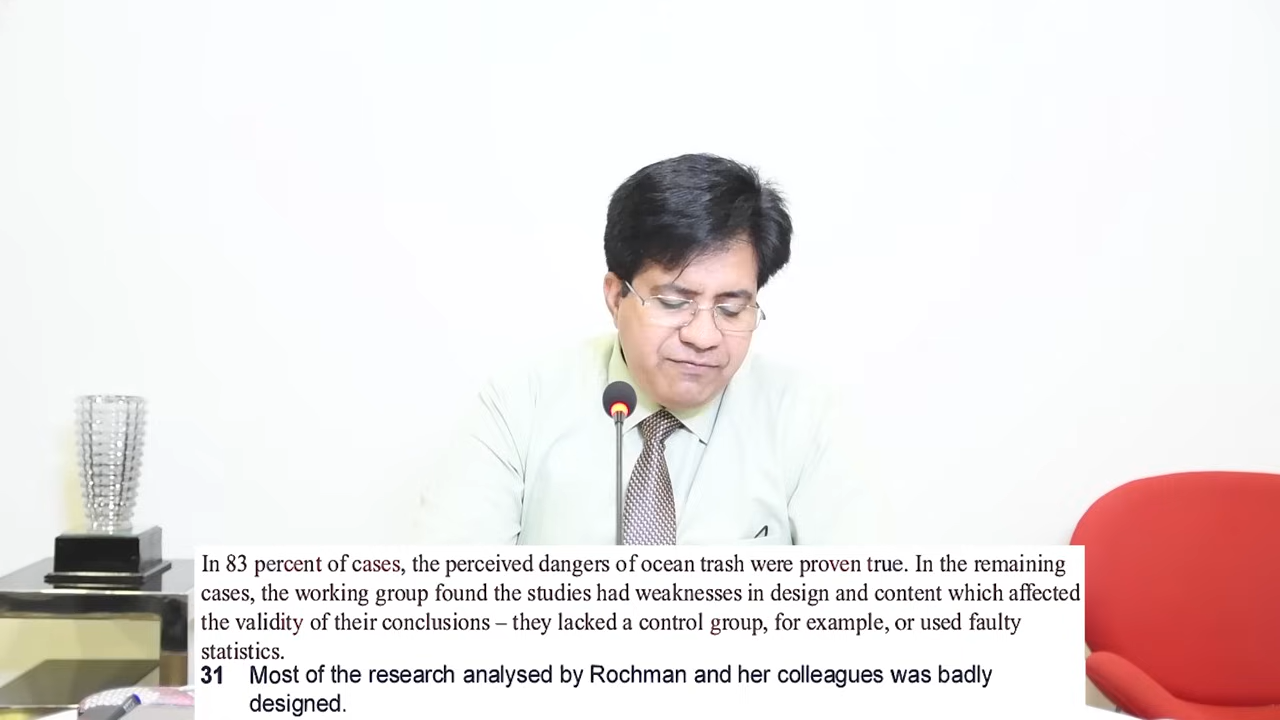 In 83 percent of cases, the perceived dangers of ocean trash were proven true. In the remaining
cases, the working group found the studies had weaknesses in design and content which affected
the validity of their conclusions – they lacked a control group, for example, or used faulty
statistics.
31 Most of the research analysed by Rochman and her colleagues was badly
designed.